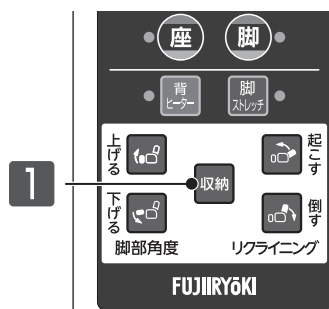 座 脚
背
ヒーター
脚
ストレッチ
上げる
起こす
1
収納
下げる
倒す
脚部角度 リクライニング
FUJIIRYōKI